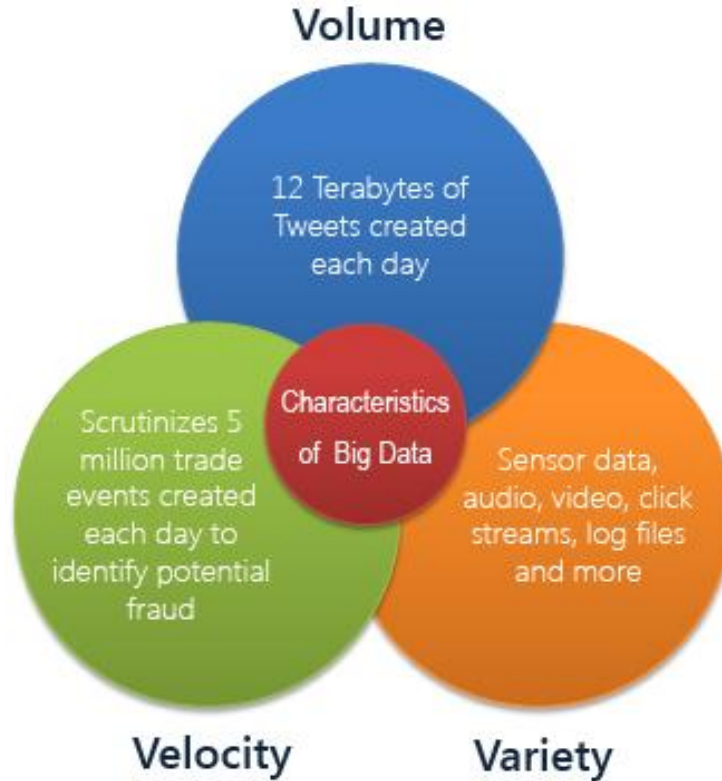 Volume
12 Terabytes of
Tweets created
each day
Characteristics
of Big Data
Scrutinizes 5
million trade
events created
each day to
identify potential
fraud
Sensor data,
audio, video, click
streams, log files
and more
Velocity
Variety